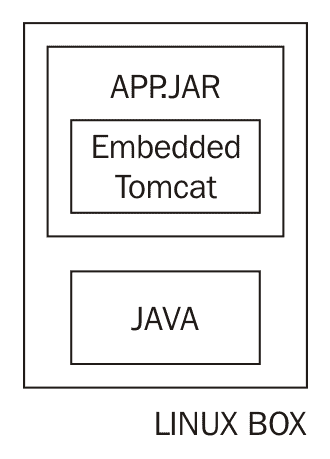 APP.JAR
Embedded
Tomcat
JAVA
LINUX BOX